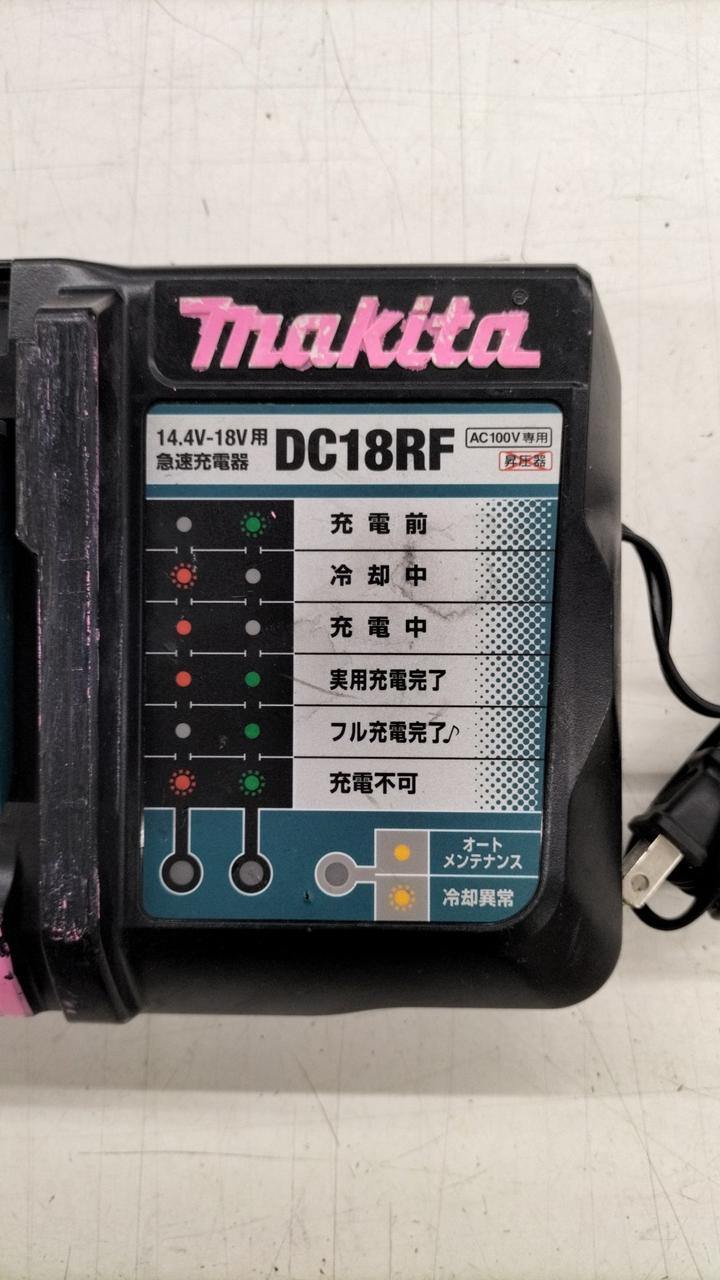 makita®
14.4V-18V用
急速充電器
DC18RF
AC100V専用
昇圧器
充電前
冷却中
充電中
実用充電完了
フル充電完了♪
充電不可
オート
メンテナンス
冷却異常